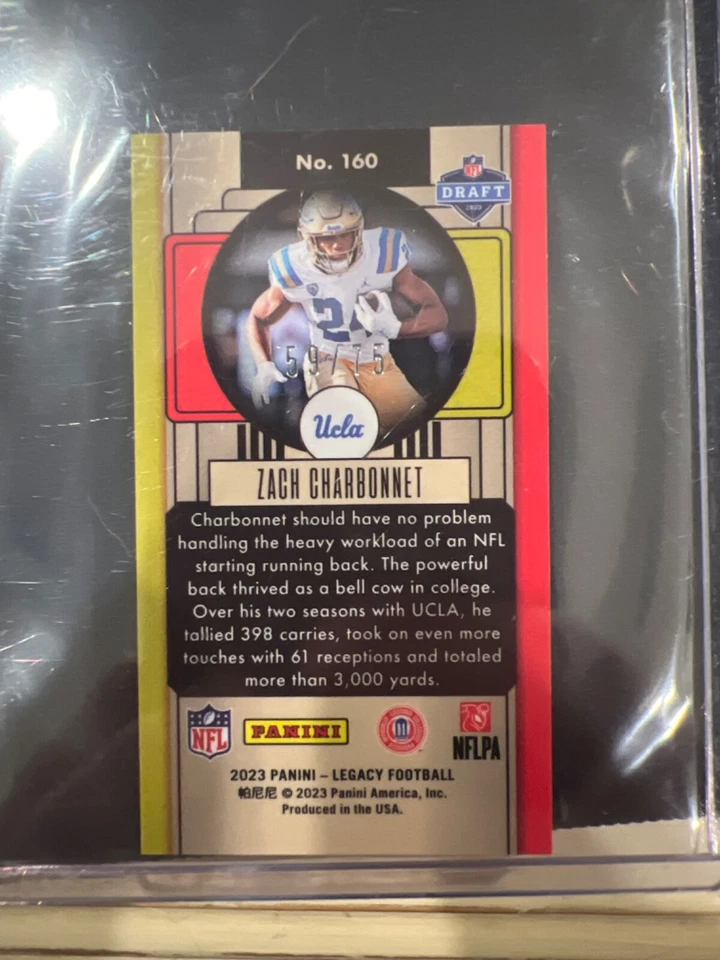 No. 160
NFL
DRAFT
2023
24
59/75
Ucla
ZACH CHARBONNET
Charbonnet should have no problem
handling the heavy workload of an NFL
starting running back. The powerful
back thrived as a bell cow in college.
Over his two seasons with UCLA, he
tallied 398 carries, took on even more
touches with 61 receptions and totaled
more than 3,000 yards.
NFL
PANINI
NFLPA
2023 PANINI – LEGACY FOOTBALL
帕尼尼 © 2023 Panini America, Inc.
Produced in the USA.